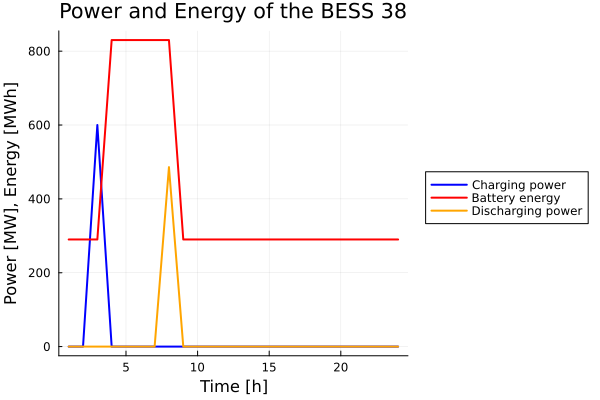 Power and Energy of the BESS 38
Power [MW], Energy [MWh]
800
600
400
200
0
5
10
15
20
Time [h]
Charging power
Battery energy
Discharging power